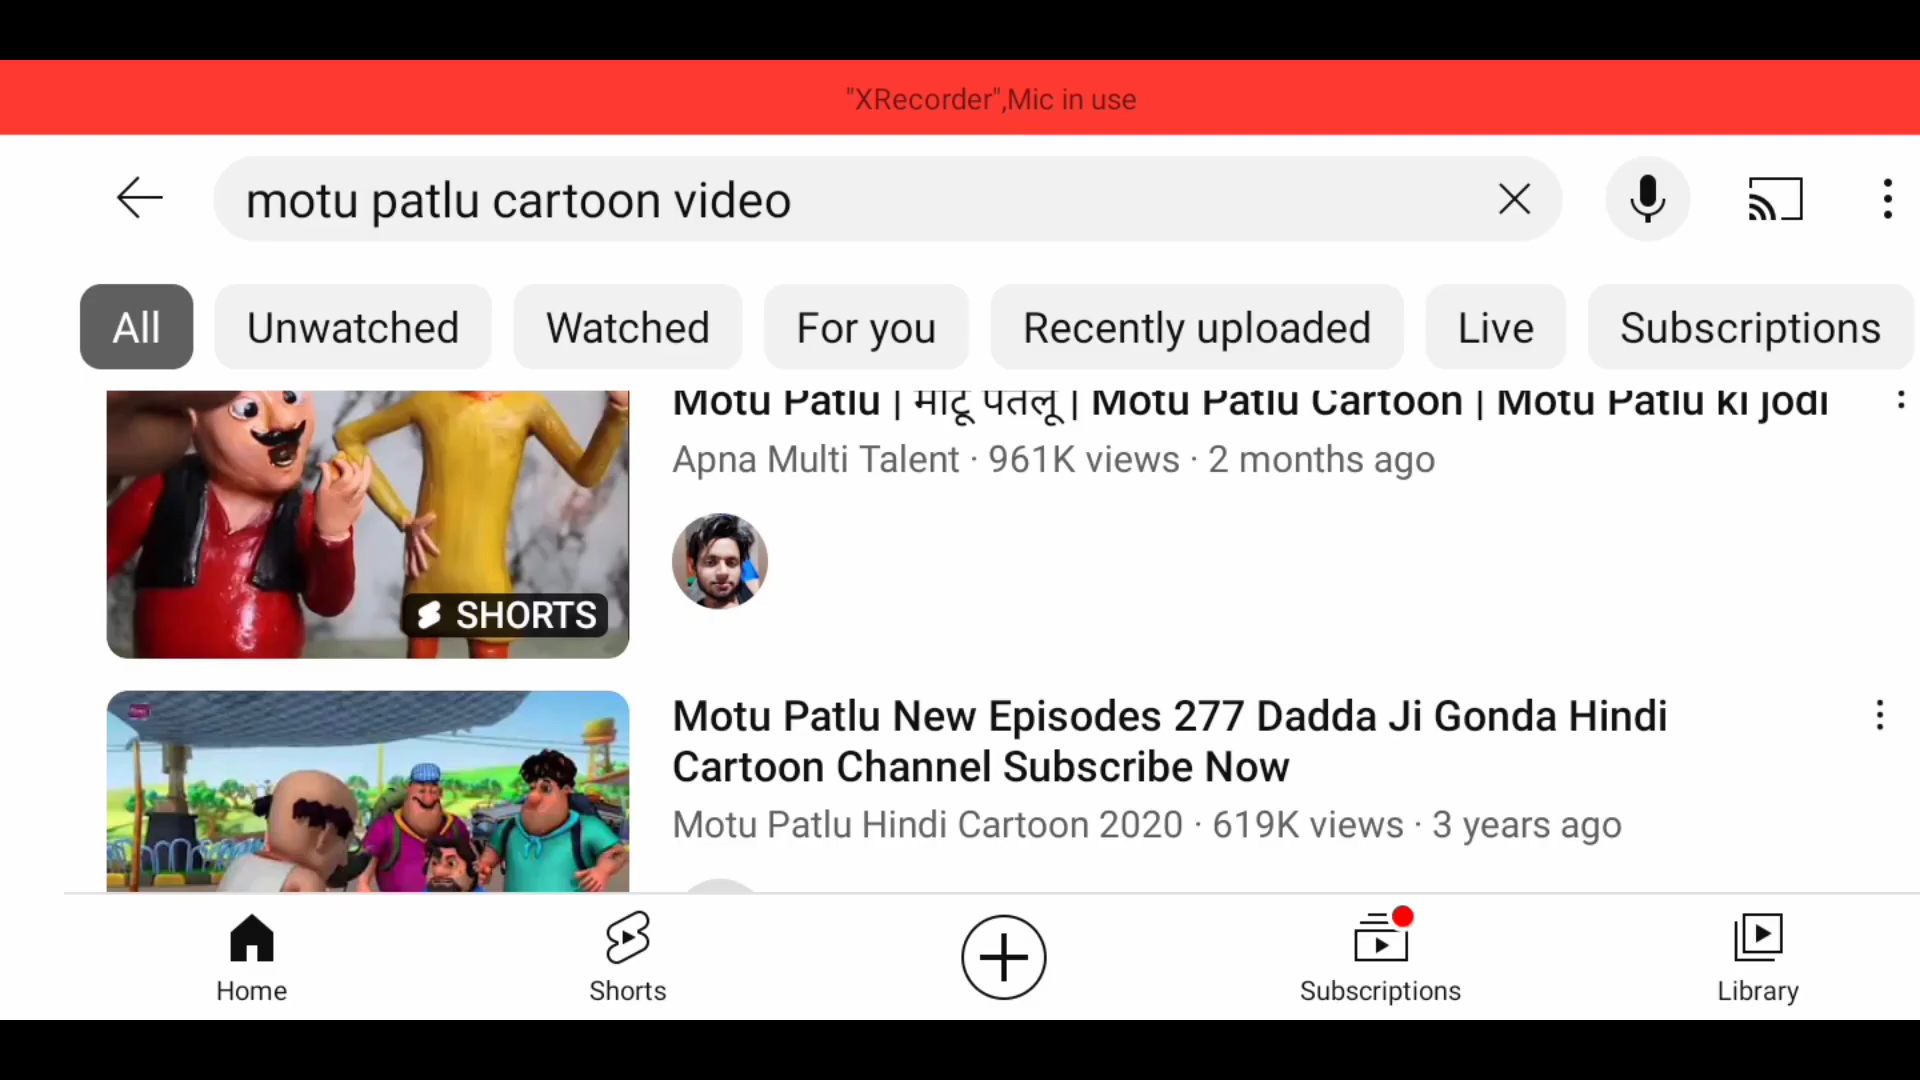 "XRecorder",Mic in use
motu patlu cartoon video
All
Unwatched
Watched
For you
Recently uploaded
Live
Subscriptions
Motu Patlu | मोटू पतलू | Motu Patlu Cartoon | Motu Patlu ki jodi
Apna Multi Talent · 961K views · 2 months ago
SHORTS
Motu Patlu New Episodes 277 Dadda Ji Gonda Hindi
Cartoon Channel Subscribe Now
Motu Patlu Hindi Cartoon 2020 · 619K views · 3 years ago
Home
Shorts
Subscriptions
Library